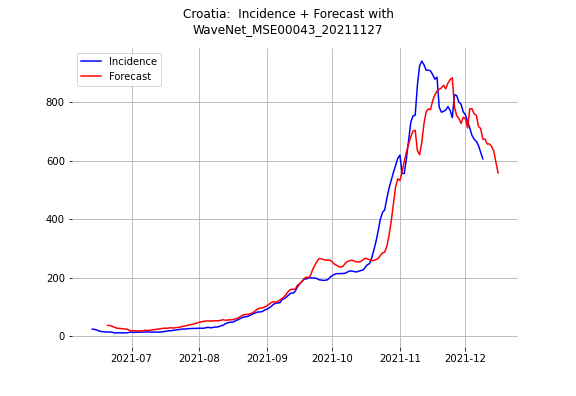 Croatia:  Incidence + Forecast with
WaveNet_MSE00043_20211127
Incidence
Forecast
800
600
400
200
0
2021-07 2021-08 2021-09 2021-10 2021-11 2021-12